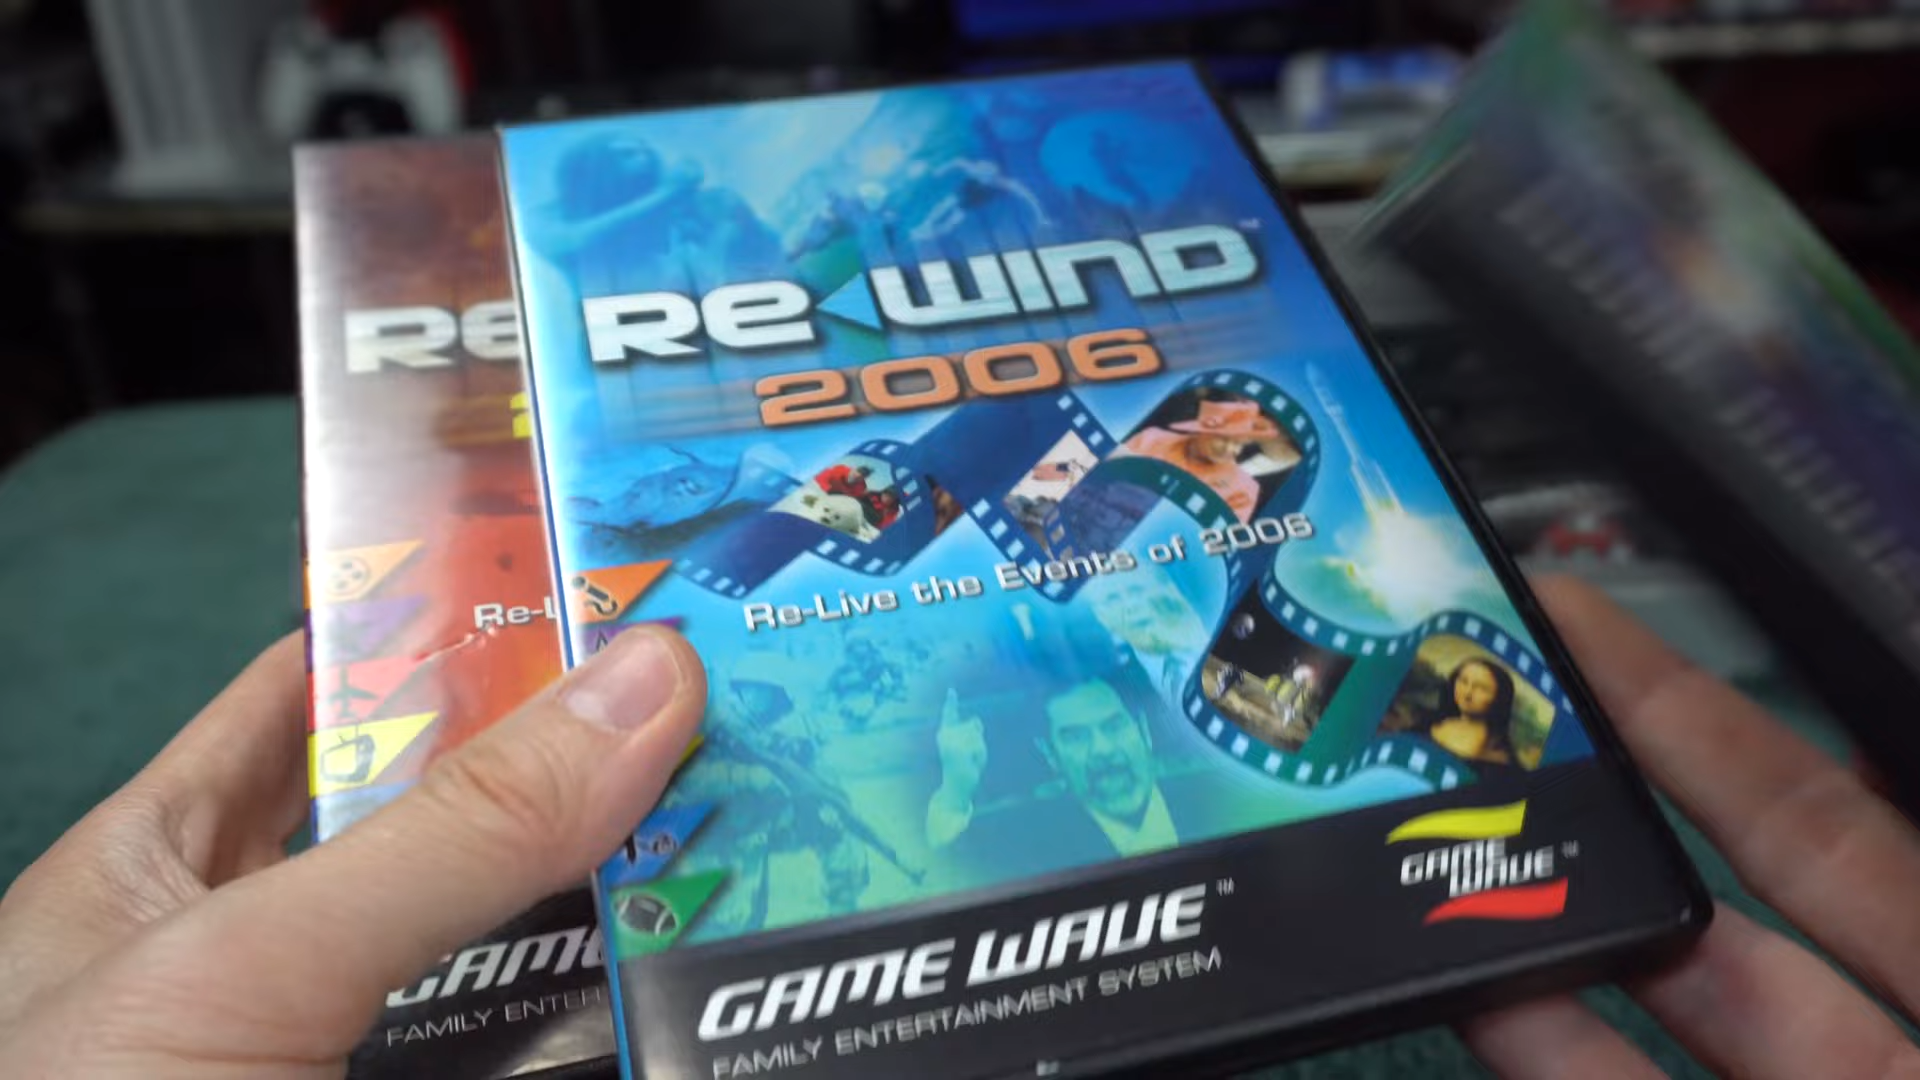 Re wind™
2006
Re-Live the Events of 2006
GAME WAVE™
FAMILY ENTERTAINMENT SYSTEM
GAME WAVE™
Re
Re-L
GAME
FAMILY ENTER